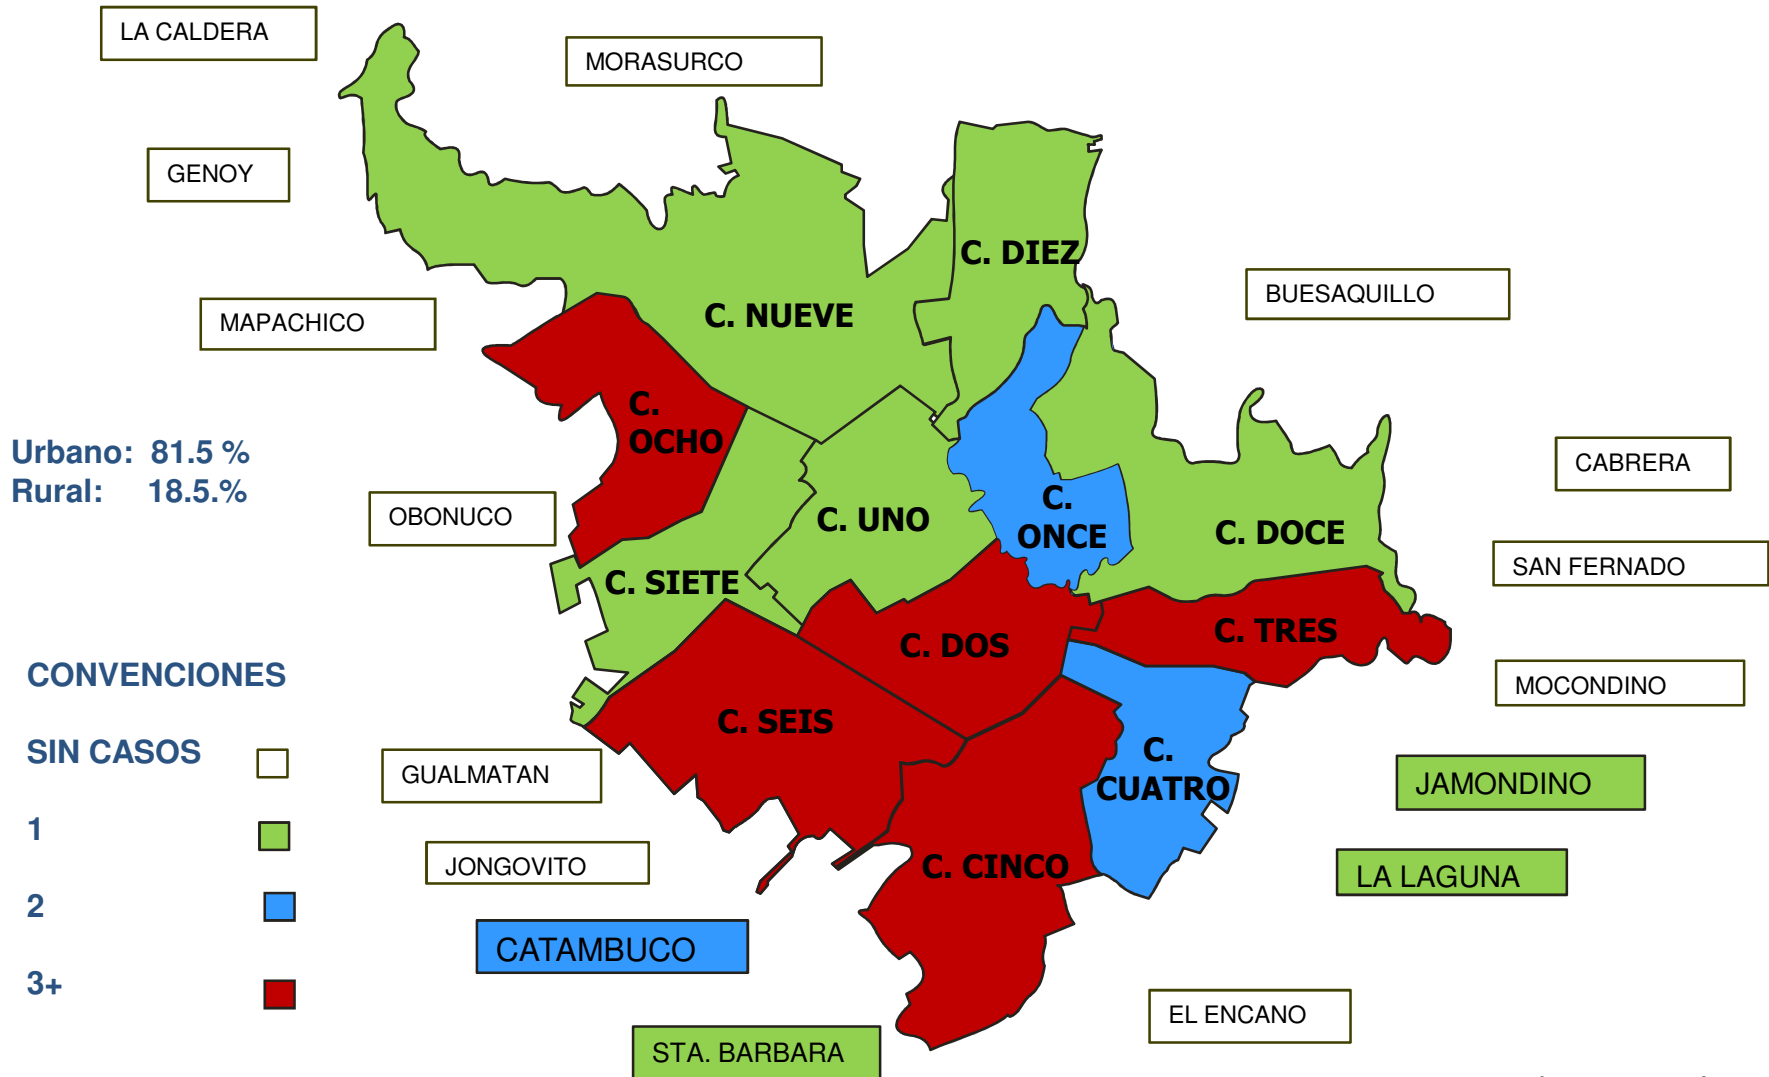 LA CALDERA
MORASURCO
GENOY
C. DIEZ
BUESAQUILLO
MAPACHICO
C. NUEVE
C.
OCHO
Urbano: 81.5 %
Rural: 18.5.%
CABRERA
OBONUCO
C. UNO
C.
ONCE
C. DOCE
SAN FERNADO
C. SIETE
C. DOS
C. TRES
CONVENCIONES
MOCONDINO
C. SEIS
SIN CASOS
GUALMATAN
C.
CUATRO
JAMONDINO
1
JONGOVITO
C. CINCO
LA LAGUNA
2
CATAMBUCO
3+
EL ENCANO
STA. BARBARA